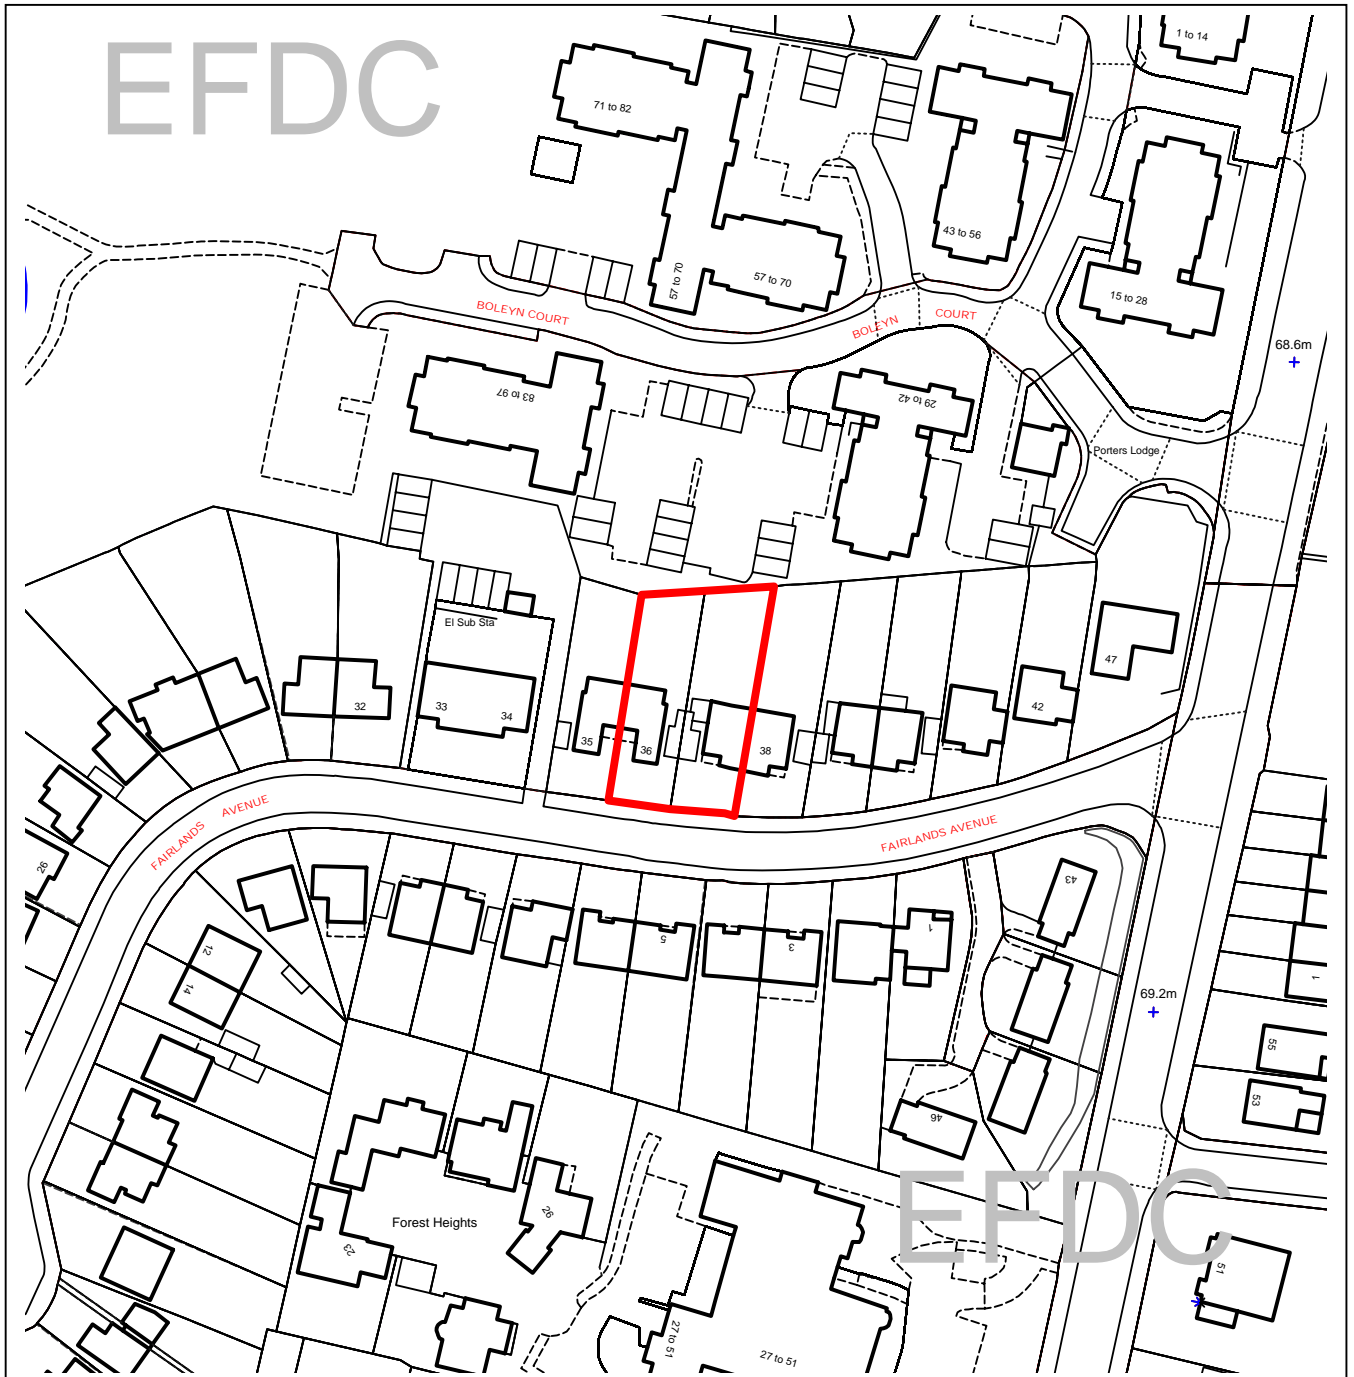 EFDC
1 to 14
71 to 82
43 to 56
57 to 70
57 to 70
15 to 28
BOLEYN COURT
BOLEYN COURT
68.6m
83 to 97
29 to 42
Porters Lodge
El Sub Sta
47
32
33
34
35
36
38
42
FAIRLANDS AVENUE
FAIRLANDS AVENUE
26
43
12
14
5
3
1
1
69.2m
55
53
46
EFDC
Forest Heights
26
23
51
27 to 51
27 to 51